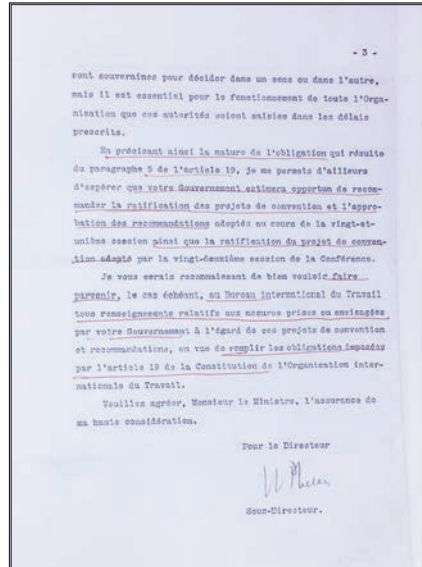 - 3 -
sont souveraines pour décider dans un sens ou dans l'autre,
mais il est essentiel pour le fonctionnement de toute l'Orga-
nisation que ces autorités soient saisies dans les délais
prescrits.
En précisant ainsi la nature de l'obligation qui résulte
du paragraphe 5 de l'article 19, je me permets d'ailleurs
d'espérer que votre Gouvernement estimera opportun de recom-
mander la ratification des projets de convention et l'appro-
bation des recommandations adoptés au cours de la vingt-et-
unième session ainsi que la ratification du projet de conven-
tion adopté par la vingt-deuxième session de la Conférence.
Je vous serais reconnaissant de bien vouloir faire
parvenir, le cas échéant, au Bureau international du Travail
tous renseignements relatifs aux mesures prises ou envisagées
par votre Gouvernement à l'égard de ces projets de convention
et recommandations, en vue de remplir les obligations imposées
par l'article 19 de la Constitution de l'Organisation inter-
nationale du Travail.
Veuillez agréer, Monsieur le Ministre, l'assurance de
ma haute considération.
Pour le Directeur
Sous-Directeur.